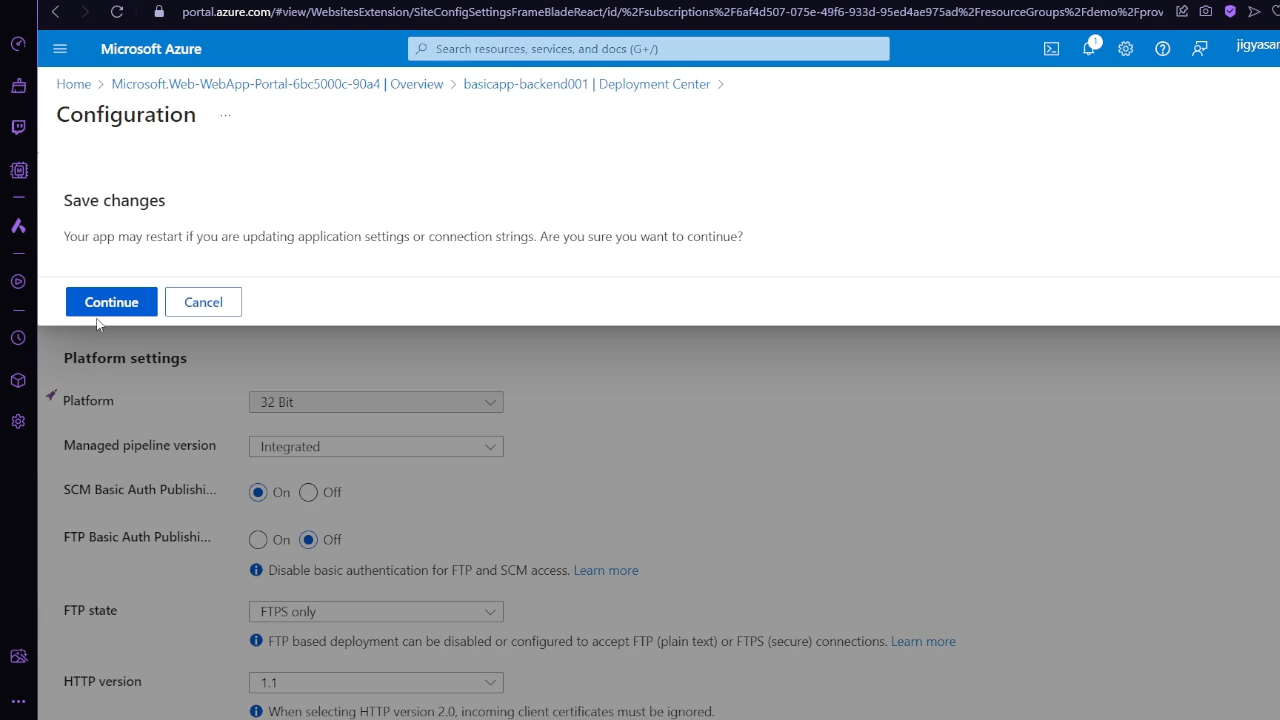 portal.azure.com/#view/WebsitesExtension/SiteConfigSettingsFrameBladeReact/id/%2Fsubscriptions%2F6af4d507-075e-49f6-933d-95ed4ae975ad%2FresourceGroups%2Fdemo%2Fprov
Microsoft Azure
Search resources, services, and docs (G+/)
1
jigyasar
Home > Microsoft.Web-WebApp-Portal-6bc5000c-90a4 | Overview > basicapp-backend001 | Deployment Center >
Configuration ...
Save changes
Your app may restart if you are updating application settings or connection strings. Are you sure you want to continue?
Continue Cancel
Platform settings
Platform 32 Bit
Managed pipeline version Integrated
SCM Basic Auth Publishi... On Off
FTP Basic Auth Publishi... On Off
Disable basic authentication for FTP and SCM access. Learn more
FTP state FTPS only
FTP based deployment can be disabled or configured to accept FTP (plain text) or FTPS (secure) connections. Learn more
HTTP version 1.1
When selecting HTTP version 2.0, incoming client certificates must be ignored.